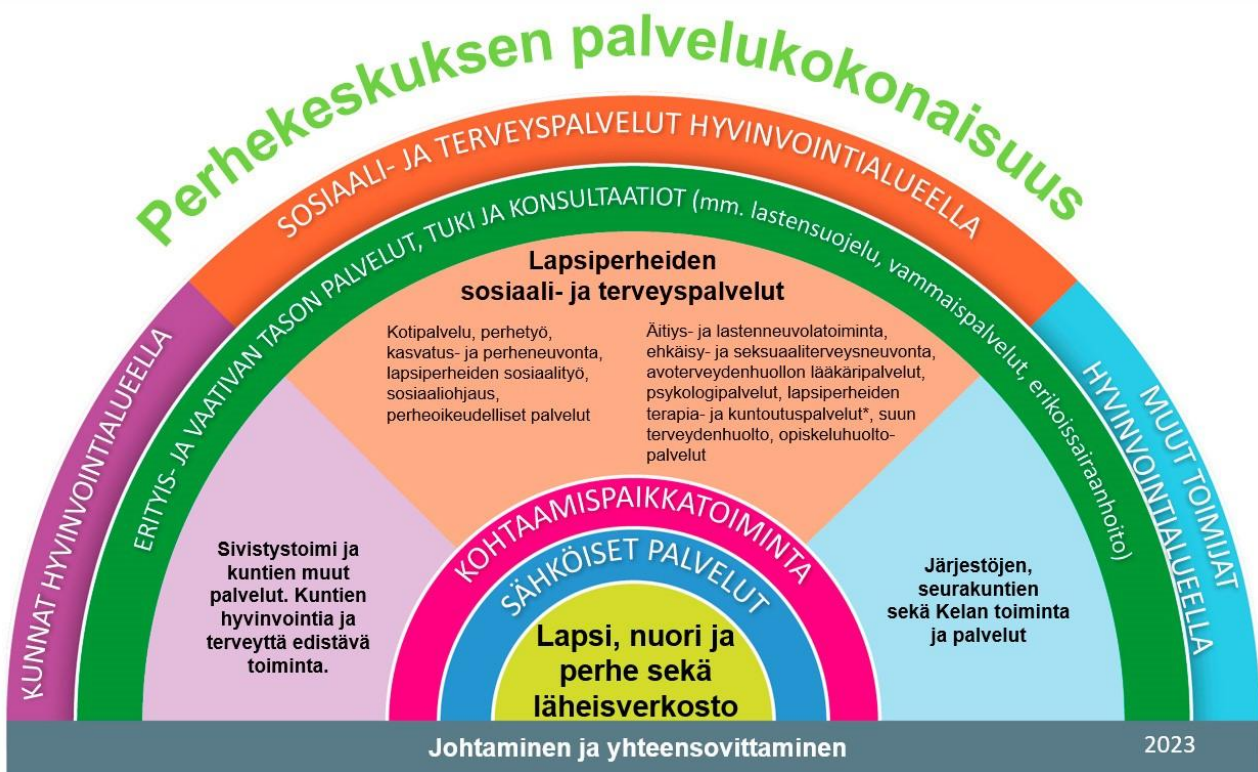 Perhekeskuksen palvelukokonaisuus
SOSIAALI- JA TERVEYSPALVELUT HYVINVOINTIALUEELLA
KUNNAT HYVINVOINTIALUEELLA
MUUT TOIMIJAT
HYVINVOINTIALUEELLA
ERITYIS- JA VAATIVAN TASON PALVELUT, TUKI JA KONSULTAATIOT (mm. lastensuojelu, vammaispalvelut, erikoissairaanhoito)
Lapsiperheiden
sosiaali- ja terveyspalvelut
Kotipalvelu, perhetyö,
kasvatus- ja perheneuvonta,
lapsiperheiden sosiaalityö,
sosiaaliohjaus,
perheoikeudelliset palvelut
Äitiys- ja lastenneuvolatoiminta,
ehkäisy- ja seksuaaliterveysneuvonta,
avoterveydenhuollon lääkäripalvelut,
psykologipalvelut, lapsiperheiden
terapia- ja kuntoutuspalvelut*, suun
terveydenhuolto, opiskeluhuolto-
palvelut
Sivistystoimi ja
kuntien muut
palvelut. Kuntien
hyvinvointia ja
terveyttä edistävä
toiminta.
Järjestöjen,
seurakuntien
sekä Kelan toiminta
ja palvelut
KOHTAAMISPAIKKATOIMINTA
SÄHKÖISET PALVELUT
Lapsi, nuori ja
perhe sekä
läheisverkosto
Johtaminen ja yhteensovittaminen
2023